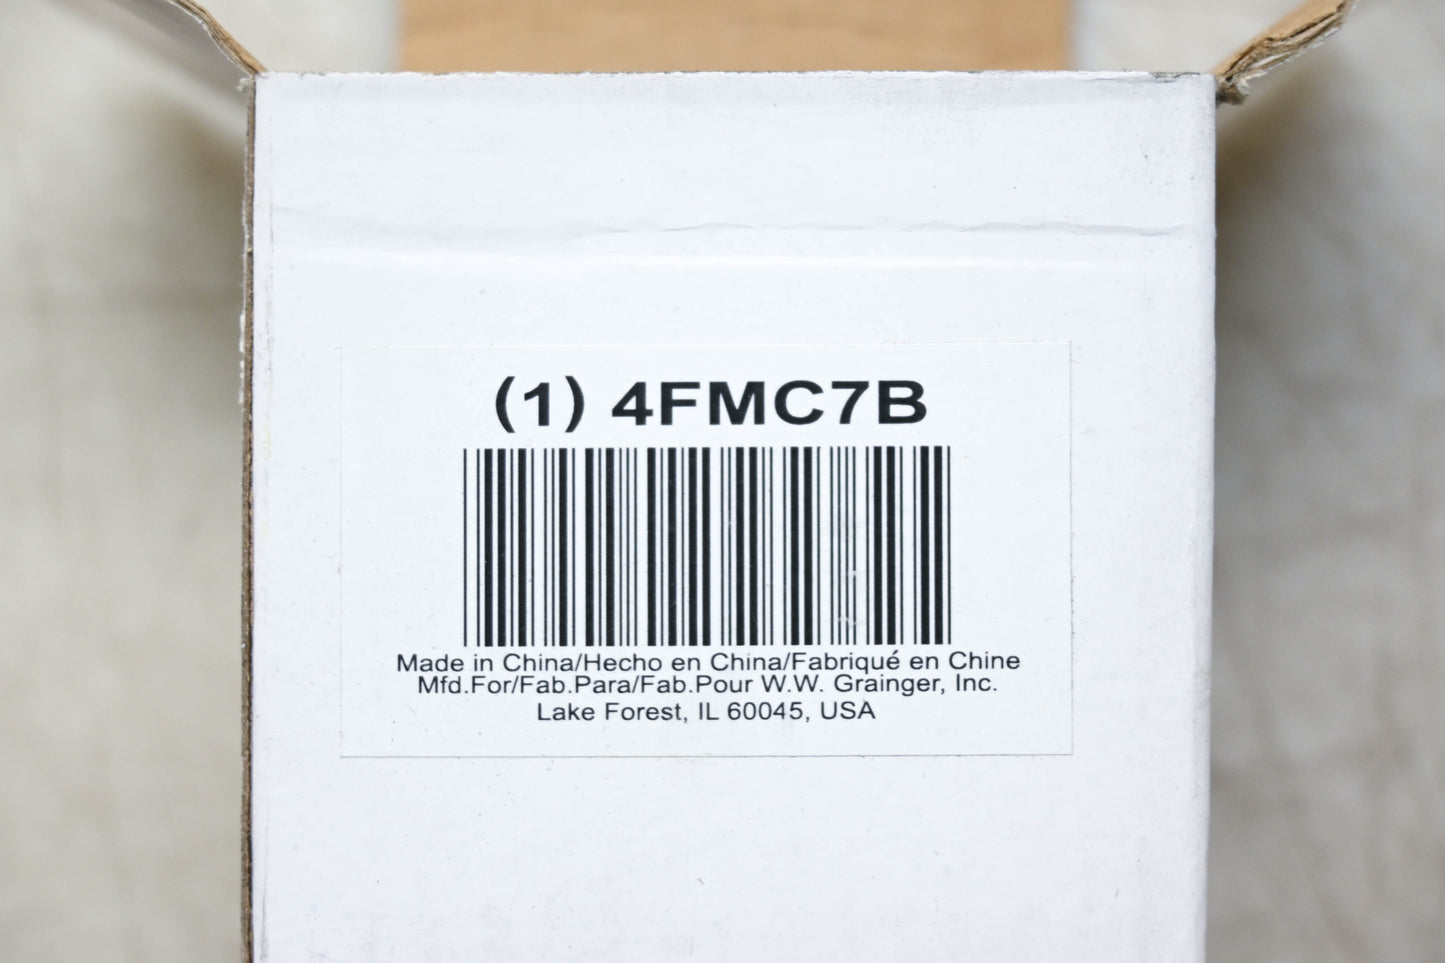 (1) 4FMC7B
Made in China/Hecho en China/Fabriqué en Chine
Mfd.For/Fab.Para/Fab.Pour W.W. Grainger, Inc.
Lake Forest, IL 60045, USA